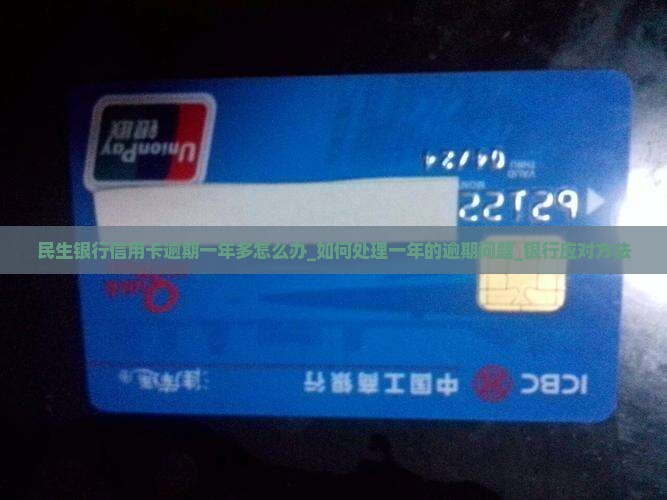 银联
UnionPay
04/24
VALID
THRU
民生银行信用卡逾期一年多怎么办_如何处理一年的逾期问题_银行应对方法
ICBC 中国工商银行